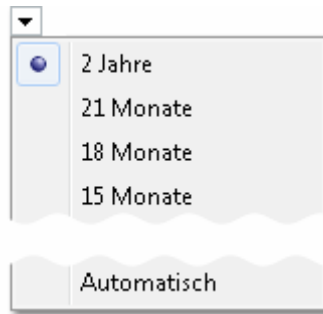 2 Jahre
21 Monate
18 Monate
15 Monate
Automatisch